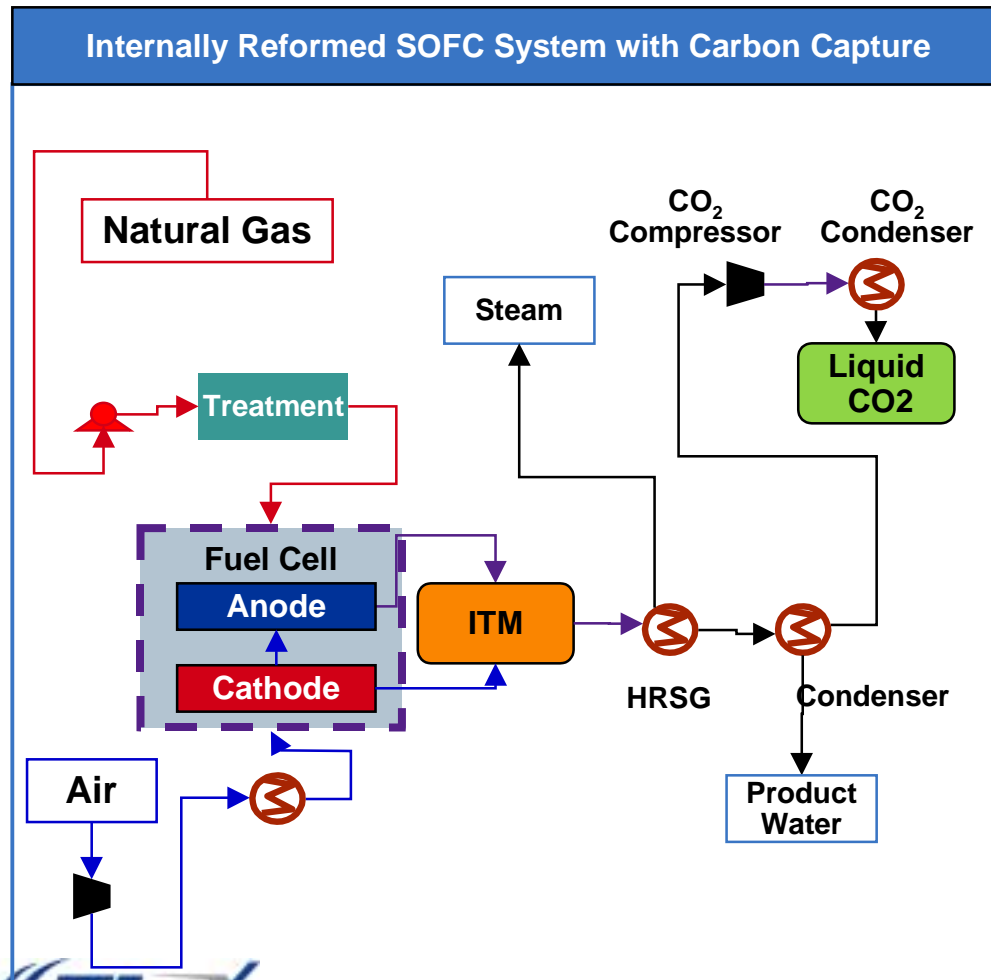 Internally Reformed SOFC System with Carbon Capture
Natural Gas
CO₂
Compressor
CO₂
Condenser
Steam
Liquid
CO2
Treatment
Fuel Cell
Anode
ITM
Cathode
HRSG
Condenser
Air
Product
Water